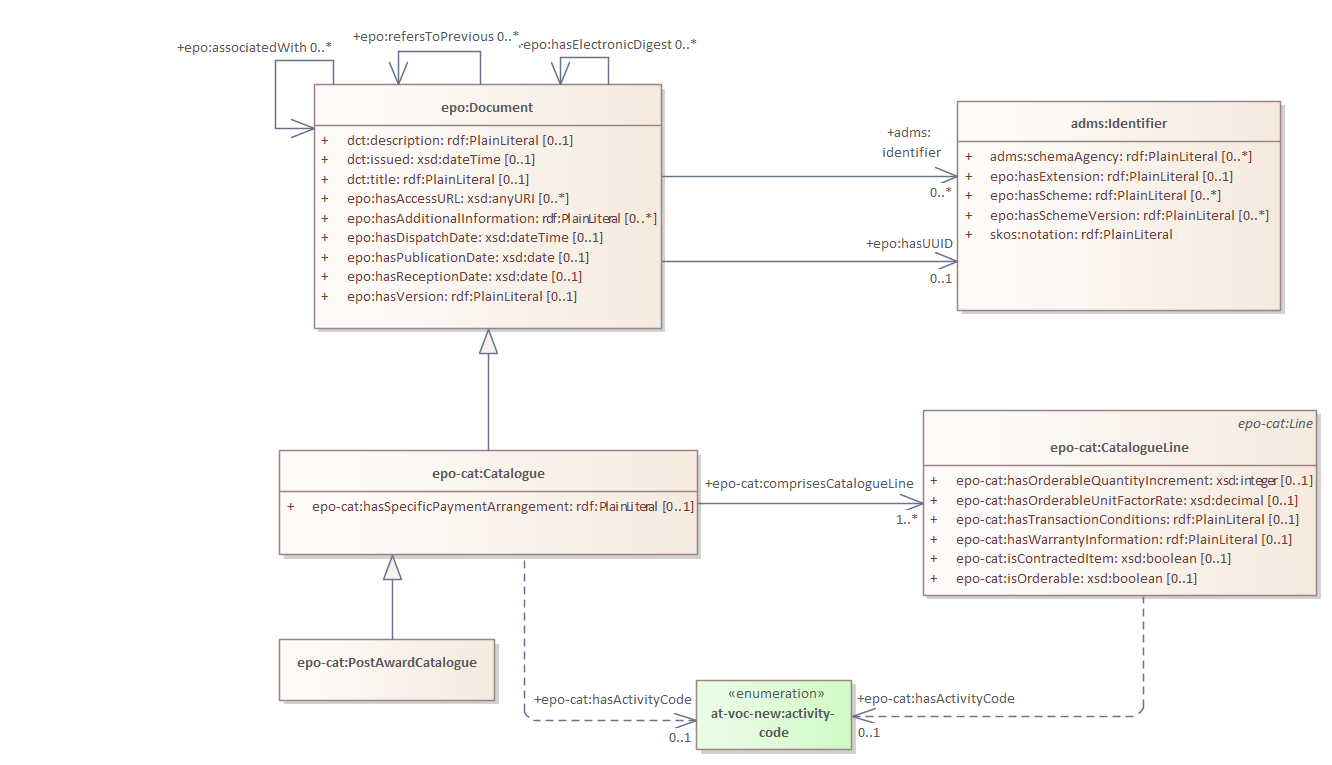 +epo:associatedWith 0..*
+epo:refersToPrevious 0..*
+epo:hasElectronicDigest 0..*
epo:Document
+ dct:description: rdf:PlainLiteral [0..1]
+ dct:issued: xsd:dateTime [0..1]
+ dct:title: rdf:PlainLiteral [0..1]
+ epo:hasAccessURL: xsd:anyURI [0..*]
+ epo:hasAdditionalInformation: rdf:PlainLiteral [0..*]
+ epo:hasDispatchDate: xsd:dateTime [0..1]
+ epo:hasPublicationDate: xsd:date [0..1]
+ epo:hasReceptionDate: xsd:date [0..1]
+ epo:hasVersion: rdf:PlainLiteral [0..1]
+adms:
identifier
0..*
+epo:hasUUID
0..1
adms:Identifier
+ adms:schemaAgency: rdf:PlainLiteral [0..*]
+ epo:hasExtension: rdf:PlainLiteral [0..1]
+ epo:hasScheme: rdf:PlainLiteral [0..*]
+ epo:hasSchemeVersion: rdf:PlainLiteral [0..*]
+ skos:notation: rdf:PlainLiteral
epo-cat:Catalogue
+ epo-cat:hasSpecificPaymentArrangement: rdf:PlainLiteral [0..1]
+epo-cat:comprisesCatalogueLine
1..*
epo-cat:Line
epo-cat:CatalogueLine
+ epo-cat:hasOrderableQuantityIncrement: xsd:integer [0..1]
+ epo-cat:hasOrderableUnitFactorRate: xsd:decimal [0..1]
+ epo-cat:hasTransactionConditions: rdf:PlainLiteral [0..1]
+ epo-cat:hasWarrantyInformation: rdf:PlainLiteral [0..1]
+ epo-cat:isContractedItem: xsd:boolean [0..1]
+ epo-cat:isOrderable: xsd:boolean [0..1]
epo-cat:PostAwardCatalogue
+epo-cat:hasActivityCode
0..1
«enumeration»
at-voc-new:activity-
code
+epo-cat:hasActivityCode
0..1